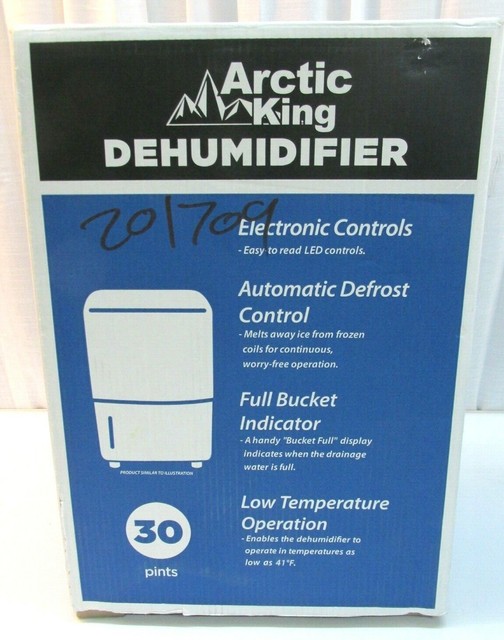 Arctic
King
DEHUMIDIFIER
201709
Electronic Controls
- Easy to read LED controls.
Automatic Defrost
Control
- Melts away ice from frozen
coils for continuous,
worry-free operation.
Full Bucket
Indicator
- A handy "Bucket Full" display
indicates when the drainage
water is full.
PRODUCT SIMILAR TO ILLUSTRATION
Low Temperature
Operation
- Enables the dehumidifier to
operate in temperatures as
low as 41°F.
30
pints